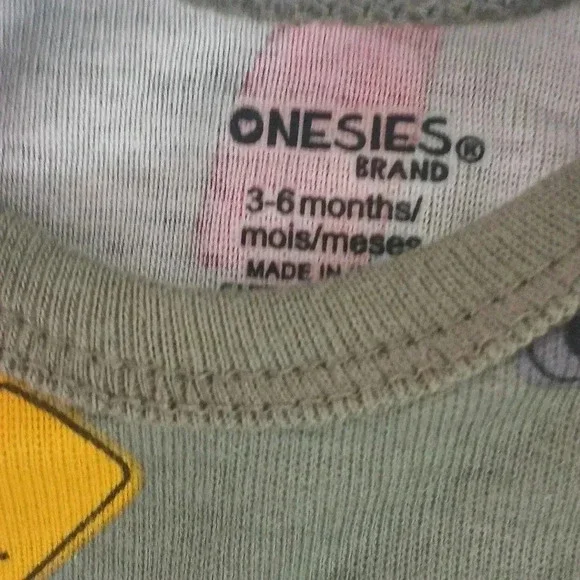 ONESIES®
BRAND
3-6 months/
mois/meses
MADE IN